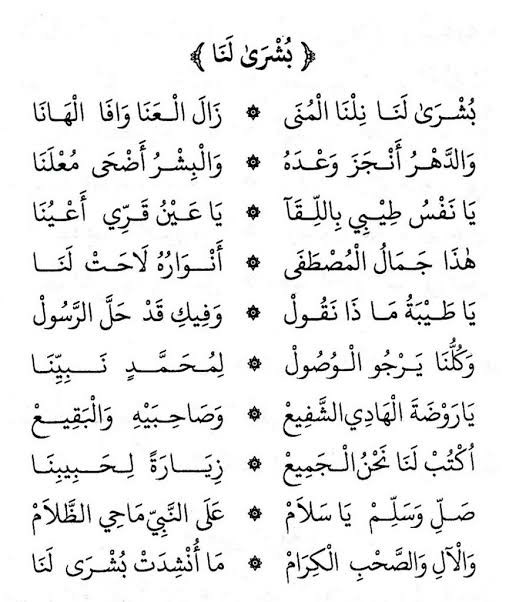 ﴿ بُشْرَىٰ لَنَا ﴾
بُشْرَىٰ لَنَا نِلْنَا الْمُنَى ۞ زَالَ الْعَنَا وَافَا الْهَانَا
وَالدَّهْرُ أَنْجَزَ وَعْدَهُ ۞ وَالْبِشْرُ أَضْحَى مُعْلَنَا
يَا نَفْسُ طِيْبِي بِاللِّقَآ ۞ يَا عَيْنُ قَرِّي أَعْيُنَا
هٰذَا جَمَالُ الْمُصْطَفَى ۞ أَنْوَارُهُ لَاحَتْ لَنَا
يَا طَيْبَةُ مَا ذَا نَقُولْ ۞ وَفِيكِ قَدْ حَلَّ الرَّسُولْ
وَكُلُّنَا يَرْجُو الْوُصُولْ ۞ لِمُحَمَّدٍ نَبِيِّنَا
يَا رَوْضَةَ الْهَادِي الشَّفِيعْ ۞ وَصَاحِبَيْهِ وَالْبَقِيعْ
اُكْتُبْ لَنَا نَحْنُ الْجَمِيعْ ۞ زِيَارَةً لِحَبِيبِنَا
صَلِّ وَسَلِّمْ يَا سَلَامْ ۞ عَلَى النَّبِيِّ مَاحِي الظَّلَامْ
وَالْآلِ وَالصَّحْبِ الْكِرَامْ ۞ مَا أُنْشِدَتْ بُشْرَى لَنَا